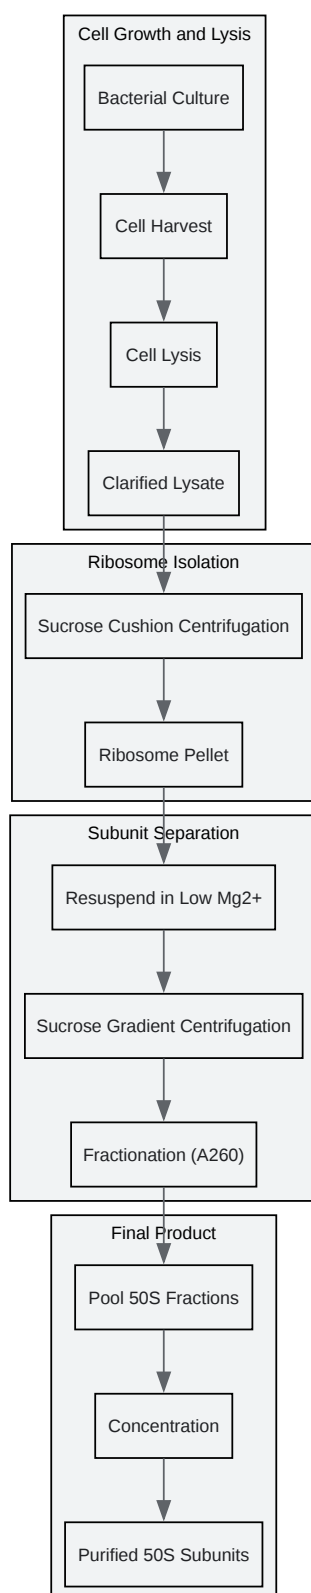 Cell Growth and Lysis
Bacterial Culture
Cell Harvest
Cell Lysis
Clarified Lysate
Ribosome Isolation
Sucrose Cushion Centrifugation
Ribosome Pellet
Subunit Separation
Resuspend in Low Mg2+
Sucrose Gradient Centrifugation
Fractionation (A260)
Final Product
Pool 50S Fractions
Concentration
Purified 50S Subunits